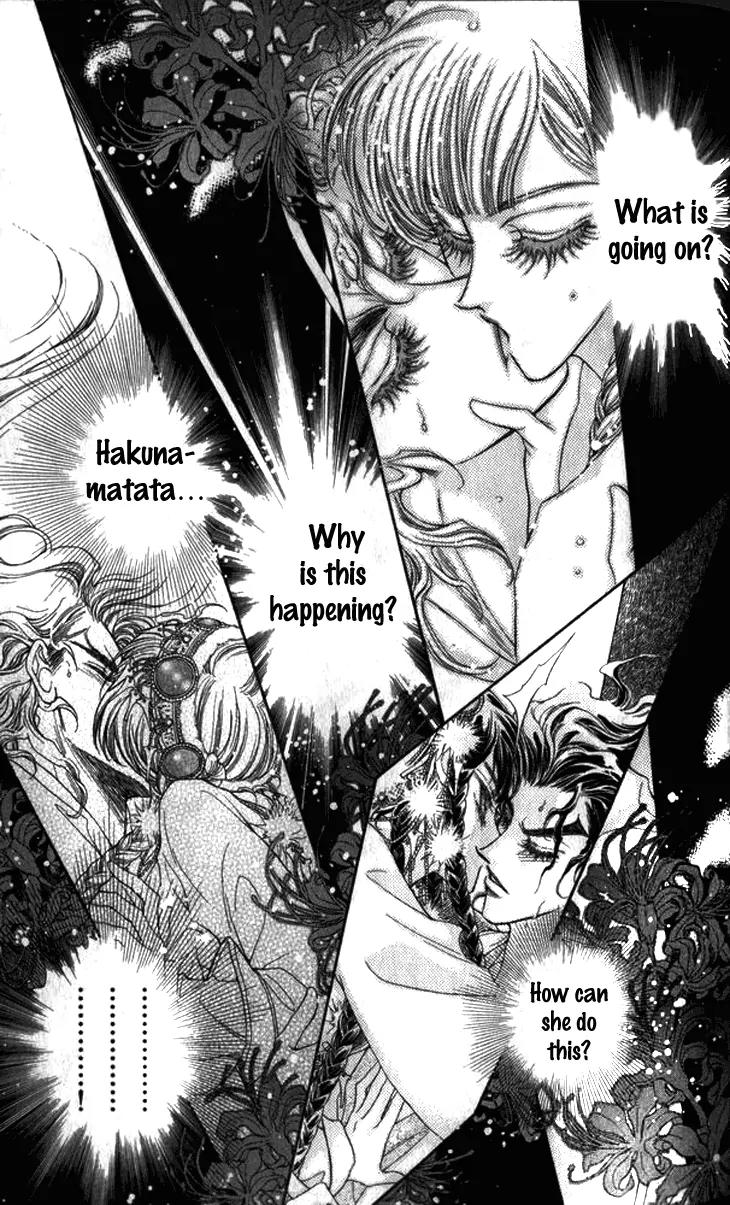 What is
going on?
Why
is this
happening?
Hakuna-
matata...
How can
she do
this?